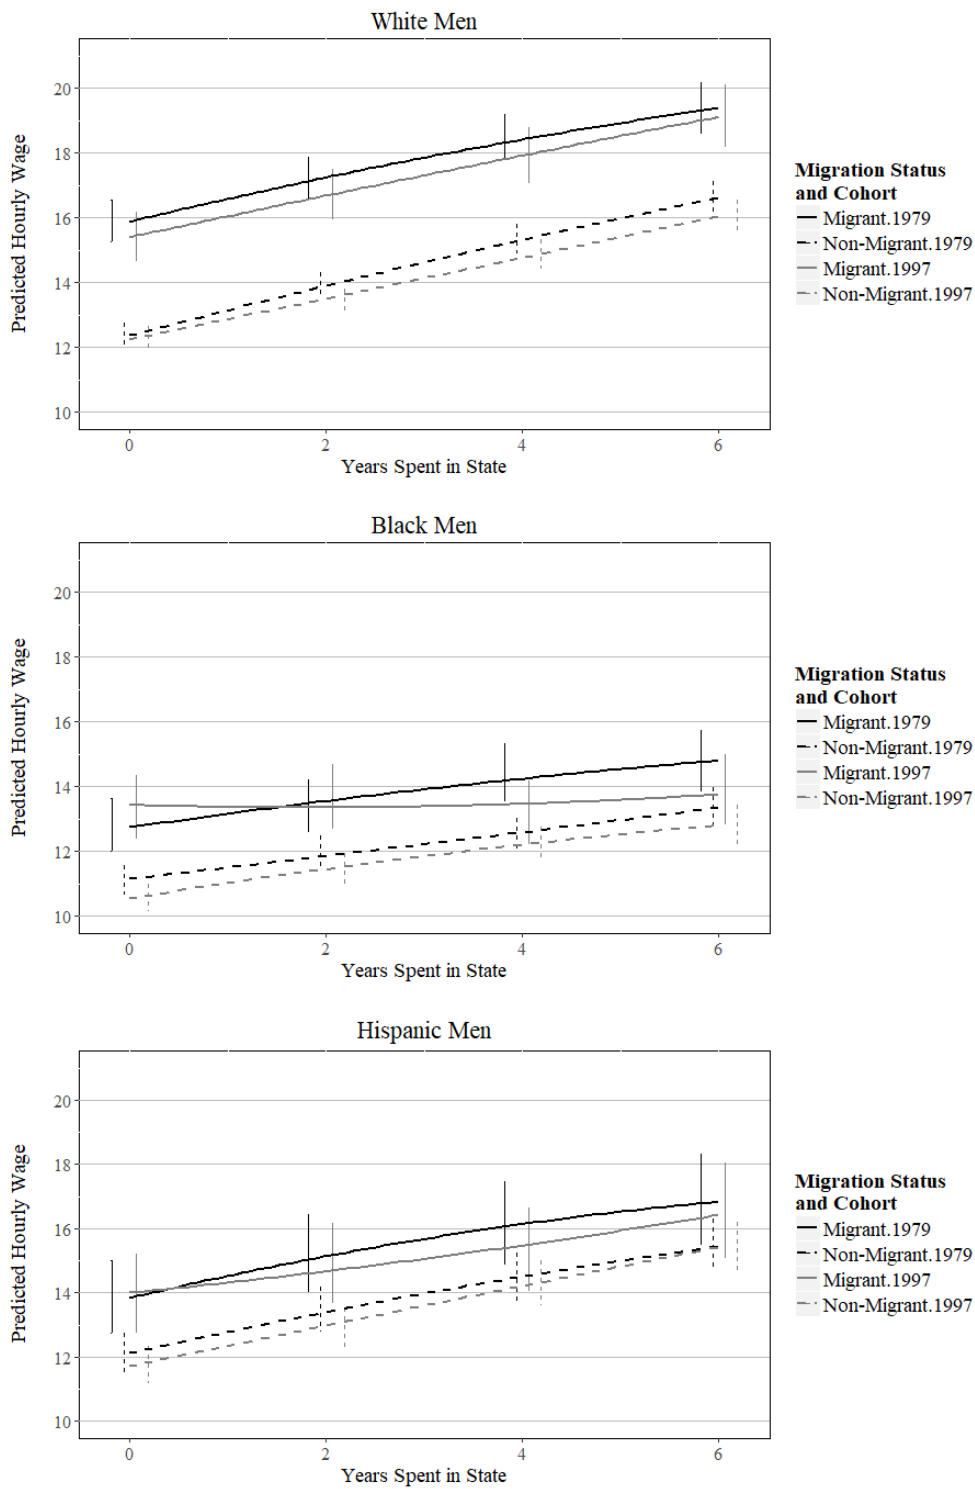 White Men
Predicted Hourly Wage
20
18
16
14
12
10
0 2 4 6
Years Spent in State
Migration Status
and Cohort
Migrant.1979
Non-Migrant.1979
Migrant.1997
Non-Migrant.1997
Black Men
Predicted Hourly Wage
20
18
16
14
12
10
0 2 4 6
Years Spent in State
Migration Status
and Cohort
Migrant.1979
Non-Migrant.1979
Migrant.1997
Non-Migrant.1997
Hispanic Men
Predicted Hourly Wage
20
18
16
14
12
10
0 2 4 6
Years Spent in State
Migration Status
and Cohort
Migrant.1979
Non-Migrant.1979
Migrant.1997
Non-Migrant.1997